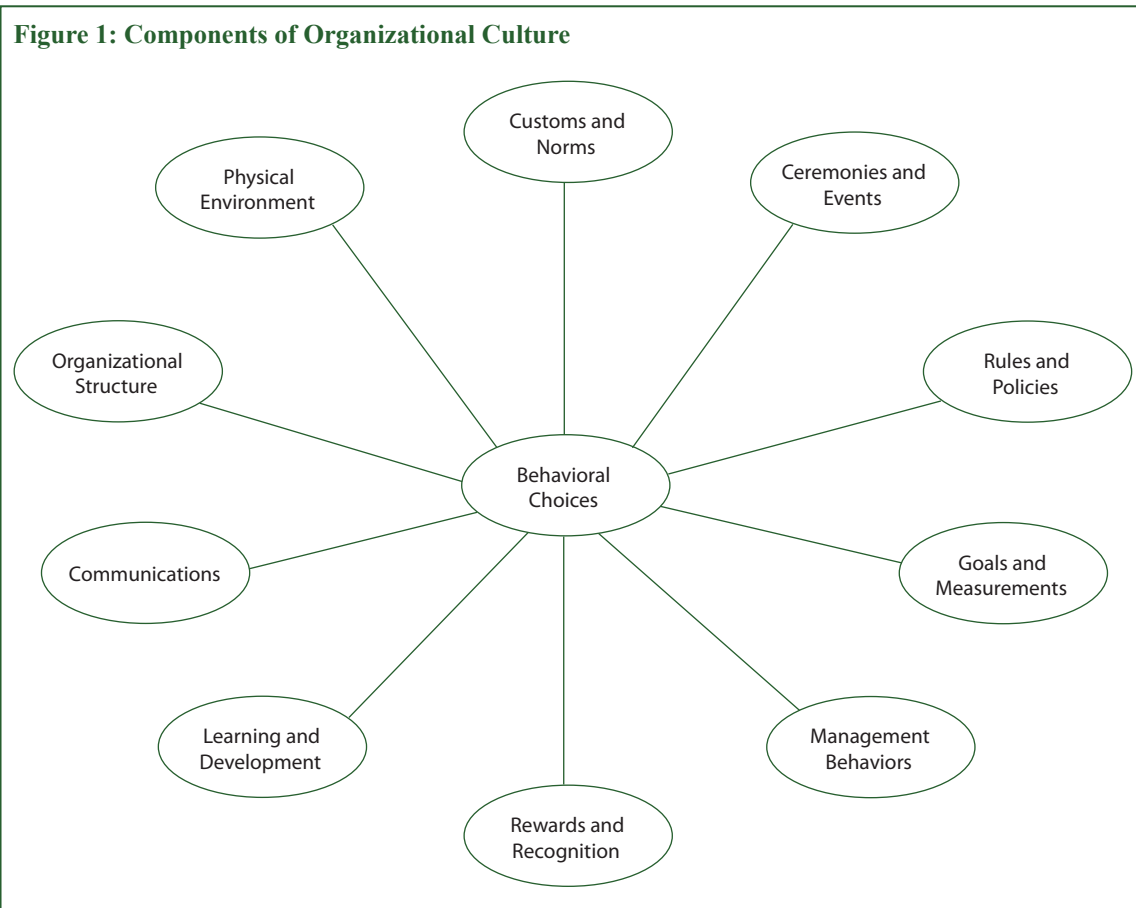 Figure 1: Components of Organizational Culture
Customs and
Norms
Ceremonies and
Events
Rules and
Policies
Goals and
Measurements
Management
Behaviors
Rewards and
Recognition
Learning and
Development
Communications
Organizational
Structure
Physical
Environment
Behavioral
Choices